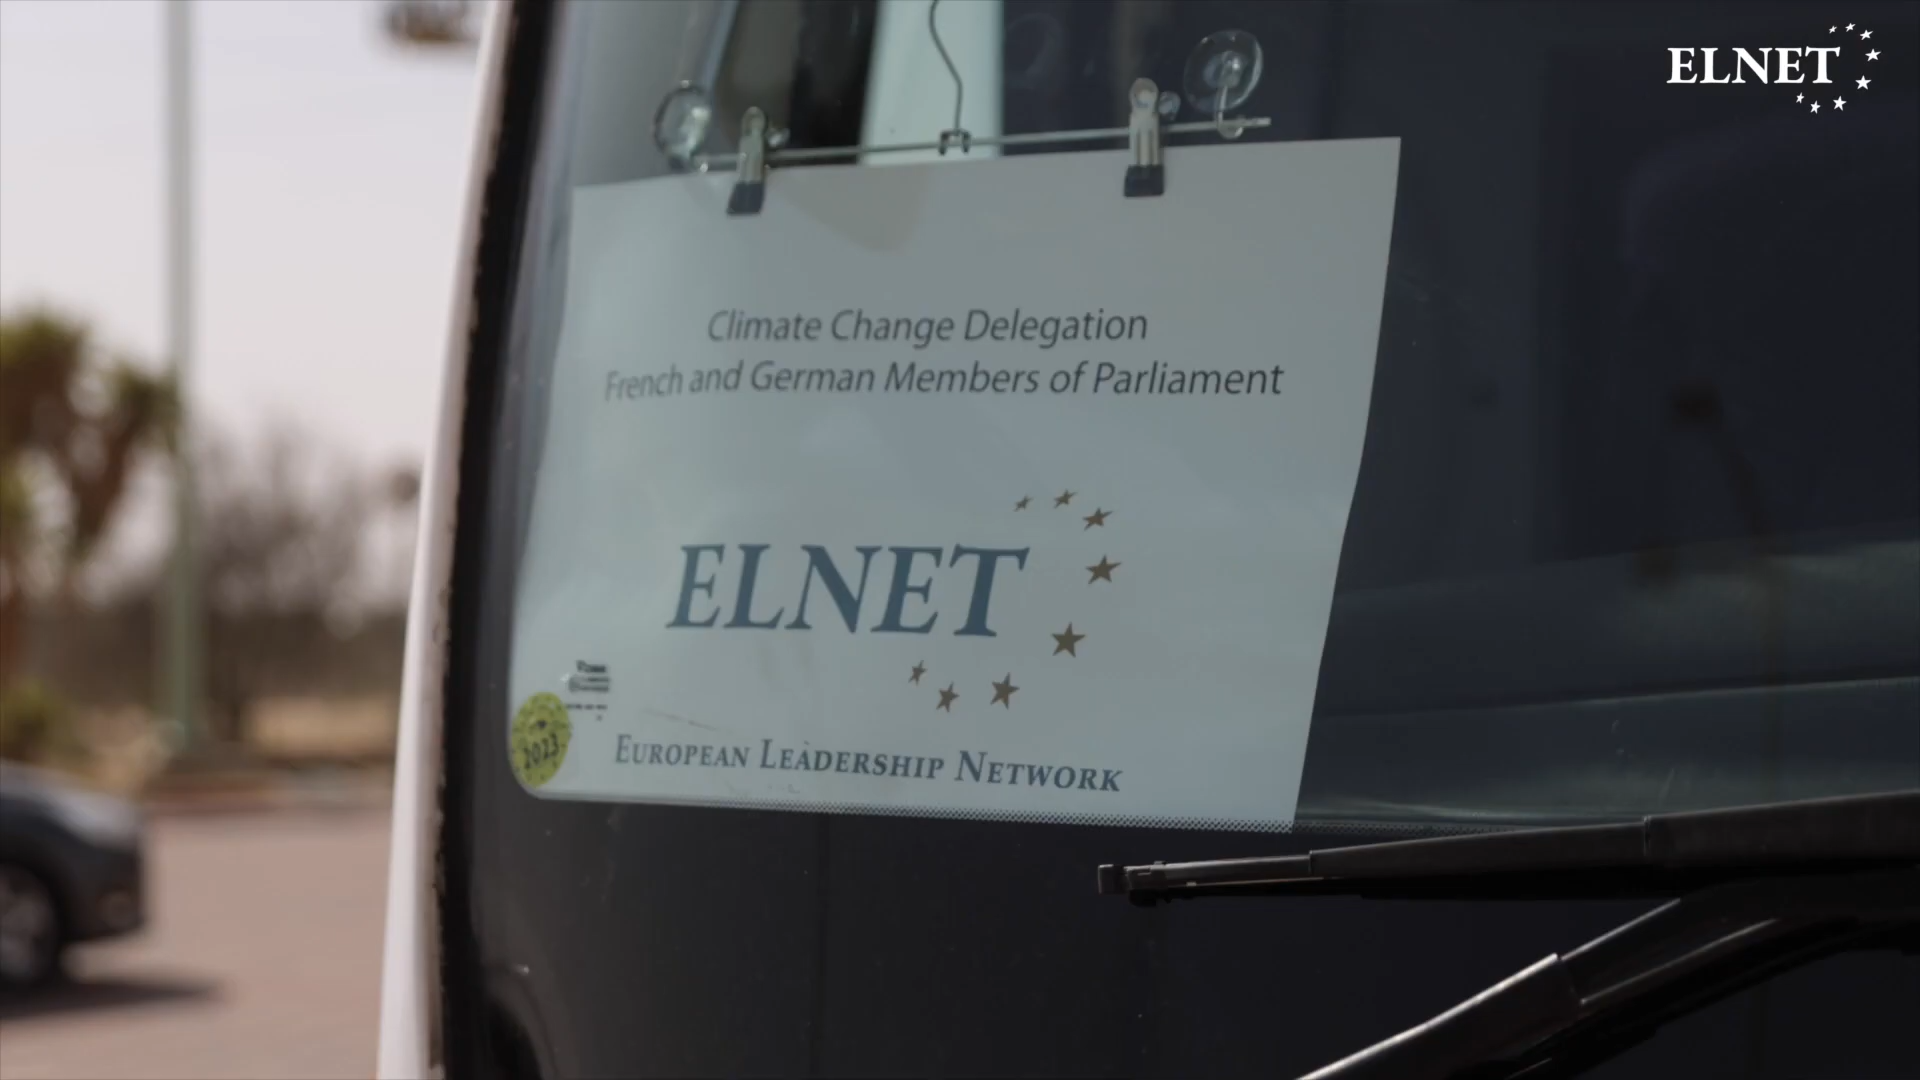 ELNET
Climate Change Delegation
French and German Members of Parliament
ELNET
2023
EUROPEAN LEADERSHIP NETWORK